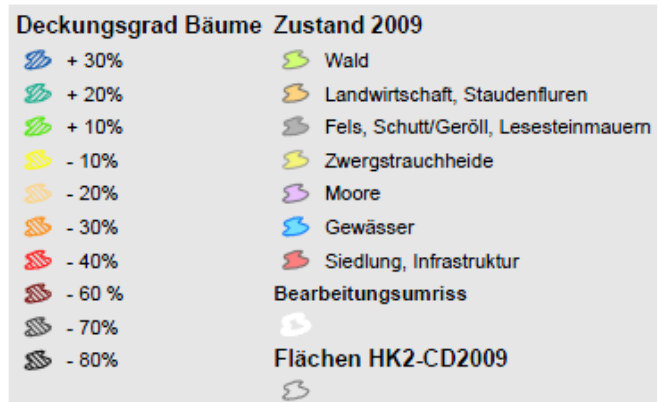 Deckungsgrad Bäume
+ 30%
+ 20%
+ 10%
- 10%
- 20%
- 30%
- 40%
- 60 %
- 70%
- 80%
Zustand 2009
Wald
Landwirtschaft, Staudenfluren
Fels, Schutt/Geröll, Lesesteinmauern
Zwergstrauchheide
Moore
Gewässer
Siedlung, Infrastruktur
Bearbeitungsumriss
Flächen HK2-CD2009